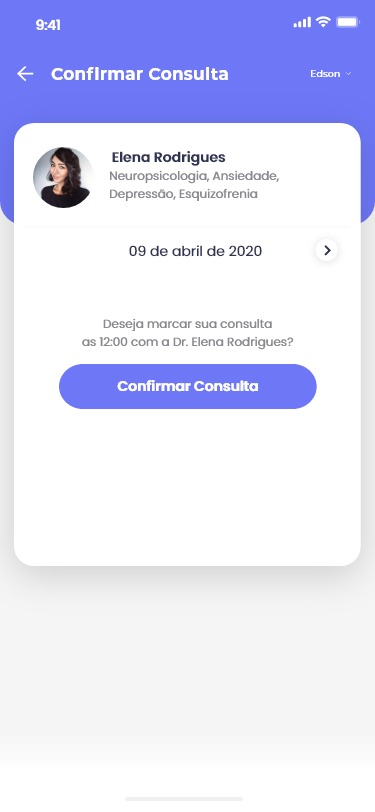 9:41
Confirmar Consulta
Edson
Elena Rodrigues
Neuropsicologia, Ansiedade,
Depressão, Esquizofrenia
09 de abril de 2020
Deseja marcar sua consulta
as 12:00 com a Dr. Elena Rodrigues?
Confirmar Consulta